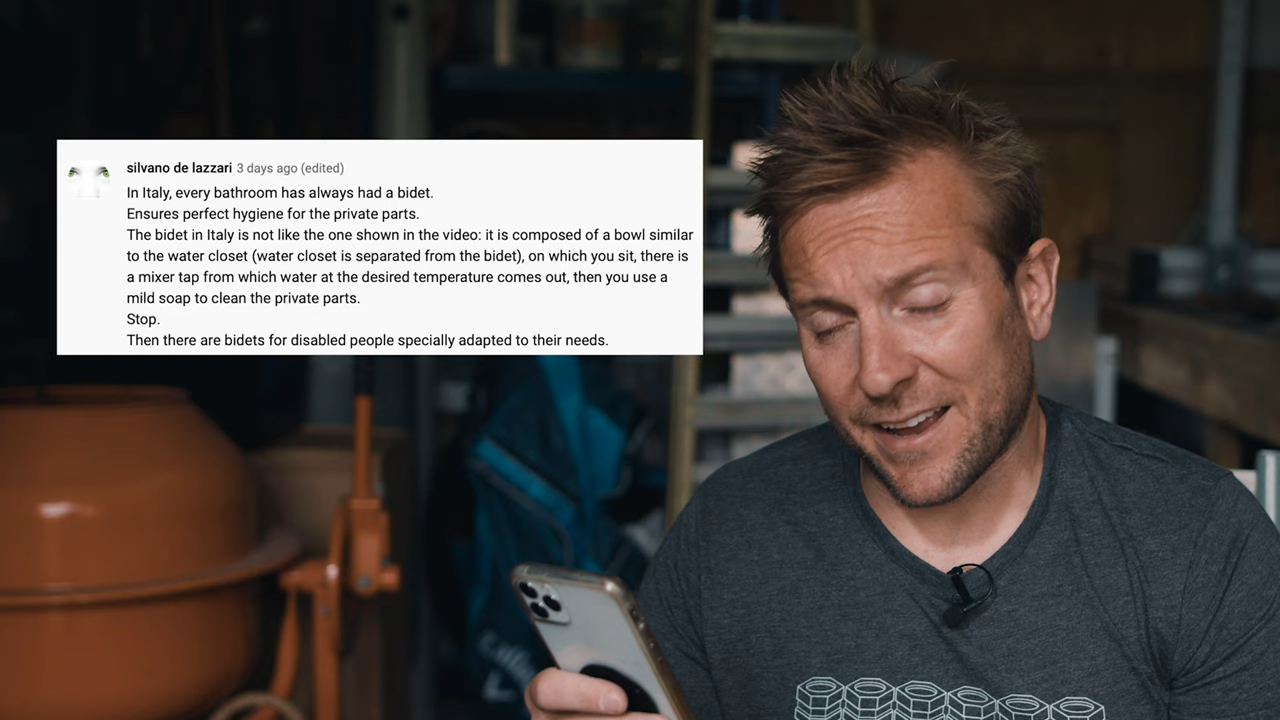 silvano de lazzari 3 days ago (edited)
In Italy, every bathroom has always had a bidet.
Ensures perfect hygiene for the private parts.
The bidet in Italy is not like the one shown in the video: it is composed of a bowl similar
to the water closet (water closet is separated from the bidet), on which you sit, there is
a mixer tap from which water at the desired temperature comes out, then you use a
mild soap to clean the private parts.
Stop.
Then there are bidets for disabled people specially adapted to their needs.